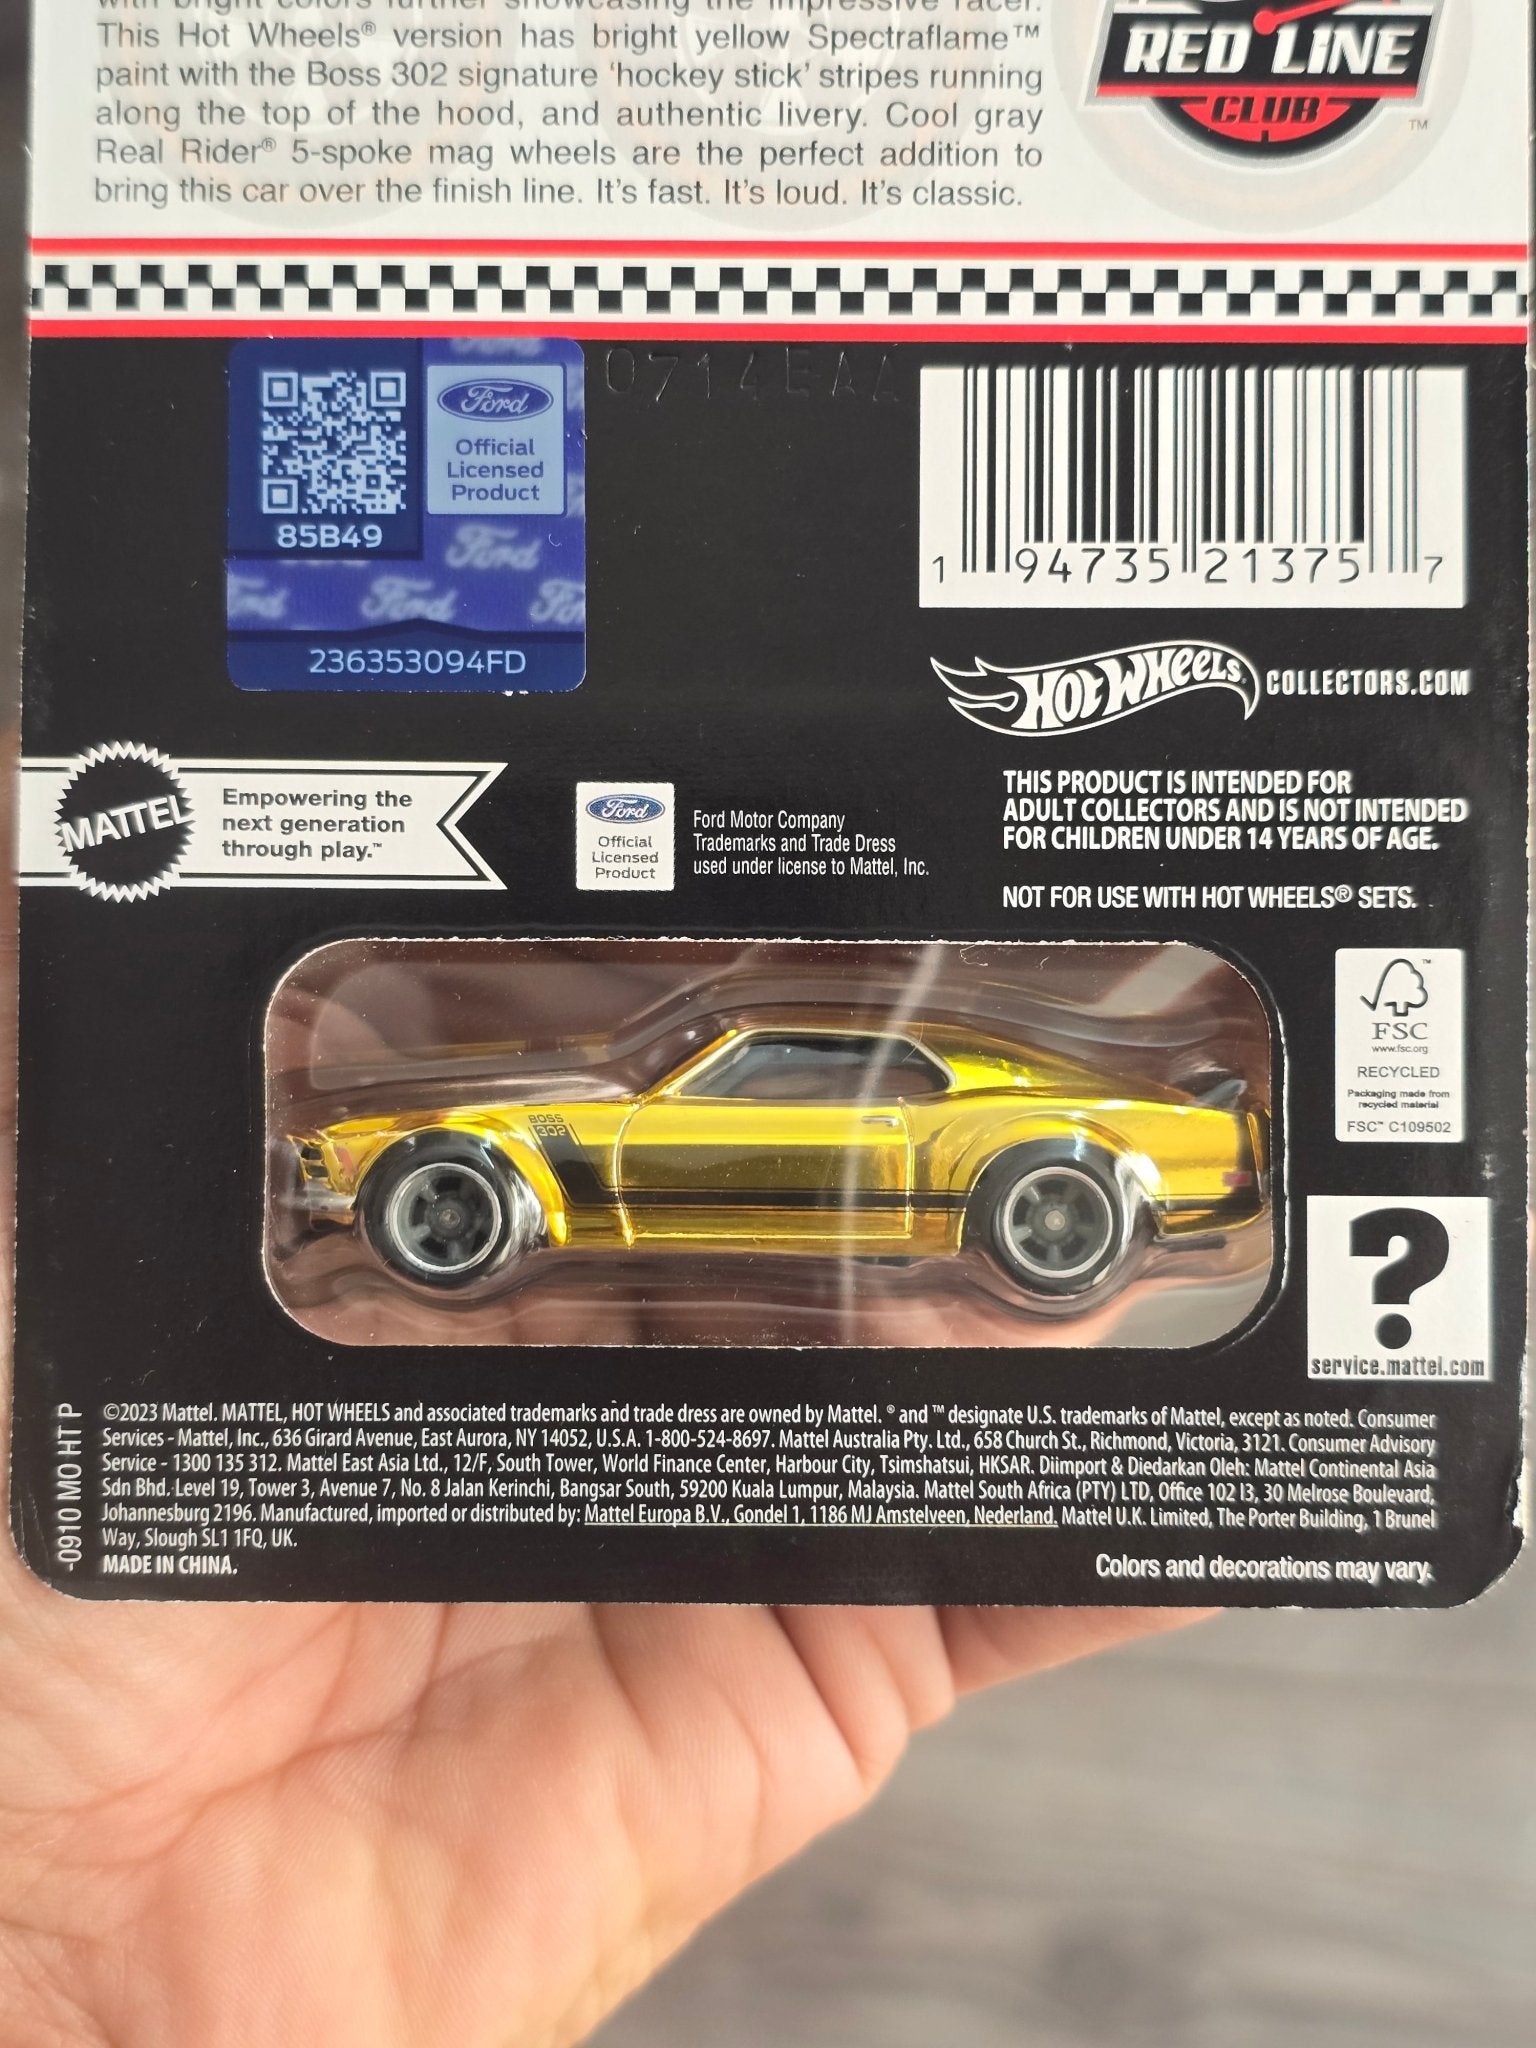 with bright colors further showcasing the impressive racer.
This Hot Wheels® version has bright yellow Spectraflame™
paint with the Boss 302 signature ‘hockey stick’ stripes running
along the top of the hood, and authentic livery. Cool gray
Real Rider® 5-spoke mag wheels are the perfect addition to
bring this car over the finish line. It’s fast. It’s loud. It’s classic.
RED LINE
CLUB
™
0714EAA
Ford
Official
Licensed
Product
85B49
Ford
Ford
236353094FD
1 94735 21375 7
HOT WHEELS® COLLECTORS.COM
MATTEL
Empowering the
next generation
through play.™
Ford
Official
Licensed
Product
Ford Motor Company
Trademarks and Trade Dress
used under license to Mattel, Inc.
THIS PRODUCT IS INTENDED FOR
ADULT COLLECTORS AND IS NOT INTENDED
FOR CHILDREN UNDER 14 YEARS OF AGE.
NOT FOR USE WITH HOT WHEELS® SETS.
™
FSC
www.fsc.org
RECYCLED
Packaging made from
recycled material
FSC™ C109502
BOSS
302
?
service.mattel.com
-0910 MO HT P
©2023 Mattel. MATTEL, HOT WHEELS and associated trademarks and trade dress are owned by Mattel. ® and ™ designate U.S. trademarks of Mattel, except as noted. Consumer
Services - Mattel, Inc., 636 Girard Avenue, East Aurora, NY 14052, U.S.A. 1-800-524-8697. Mattel Australia Pty. Ltd., 658 Church St., Richmond, Victoria, 3121. Consumer Advisory
Service - 1300 135 312. Mattel East Asia Ltd., 12/F, South Tower, World Finance Center, Harbour City, Tsimshatsui, HKSAR. Diimport & Diedarkan Oleh: Mattel Continental Asia
Sdn Bhd. Level 19, Tower 3, Avenue 7, No. 8 Jalan Kerinchi, Bangsar South, 59200 Kuala Lumpur, Malaysia. Mattel South Africa (PTY) LTD, Office 102 I3, 30 Melrose Boulevard,
Johannesburg 2196. Manufactured, imported or distributed by: Mattel Europa B.V., Gondel 1, 1186 MJ Amstelveen, Nederland. Mattel U.K. Limited, The Porter Building, 1 Brunel
Way, Slough SL1 1FQ, UK.
MADE IN CHINA.
Colors and decorations may vary.